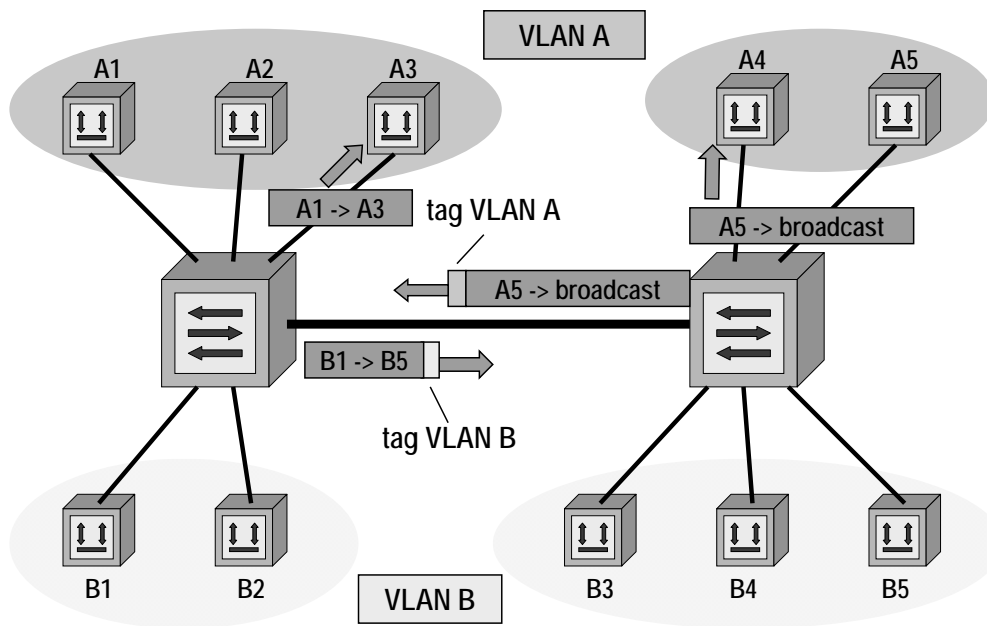 VLAN A
A1
A2
A3
A4
A5
A1 -> A3
tag VLAN A
A5 -> broadcast
A5 -> broadcast
B1 -> B5
tag VLAN B
B1
B2
B3
B4
B5
VLAN B